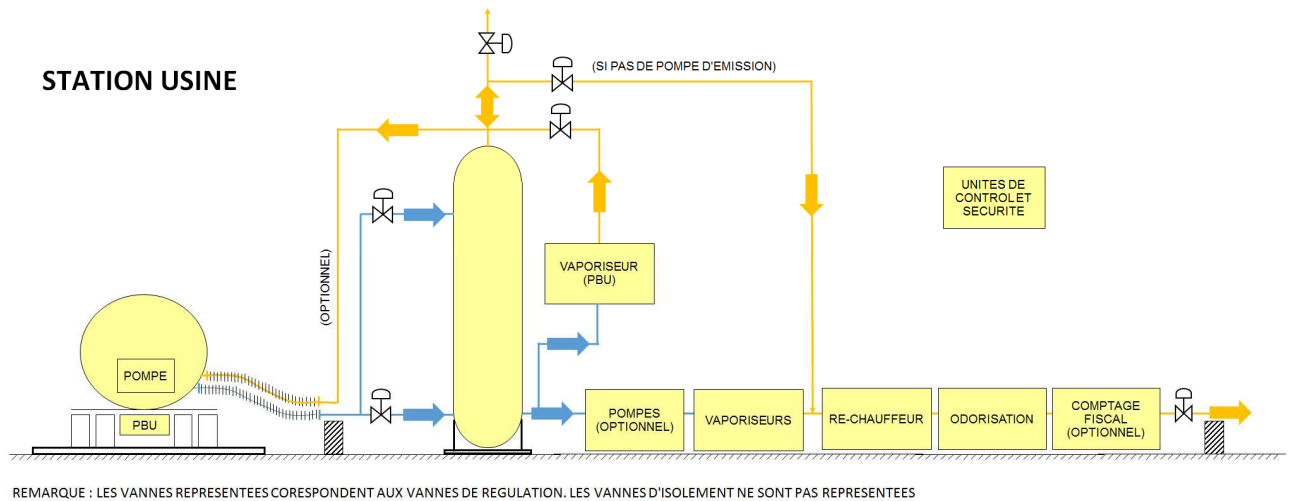 STATION USINE
(SI PAS DE POMPE D'EMISSION)
UNITES DE
CONTROL ET
SECURITE
(OPTIONNEL)
VAPORISEUR
(PBU)
POMPE
PBU
POMPES
(OPTIONNEL)
VAPORISEURS
RE-CHAUFFEUR
ODORISATION
COMPTAGE
FISCAL
(OPTIONNEL)
REMARQUE : LES VANNES REPRESENTEES CORESPONDENT AUX VANNES DE REGULATION. LES VANNES D'ISOLEMENT NE SONT PAS REPRESENTEES